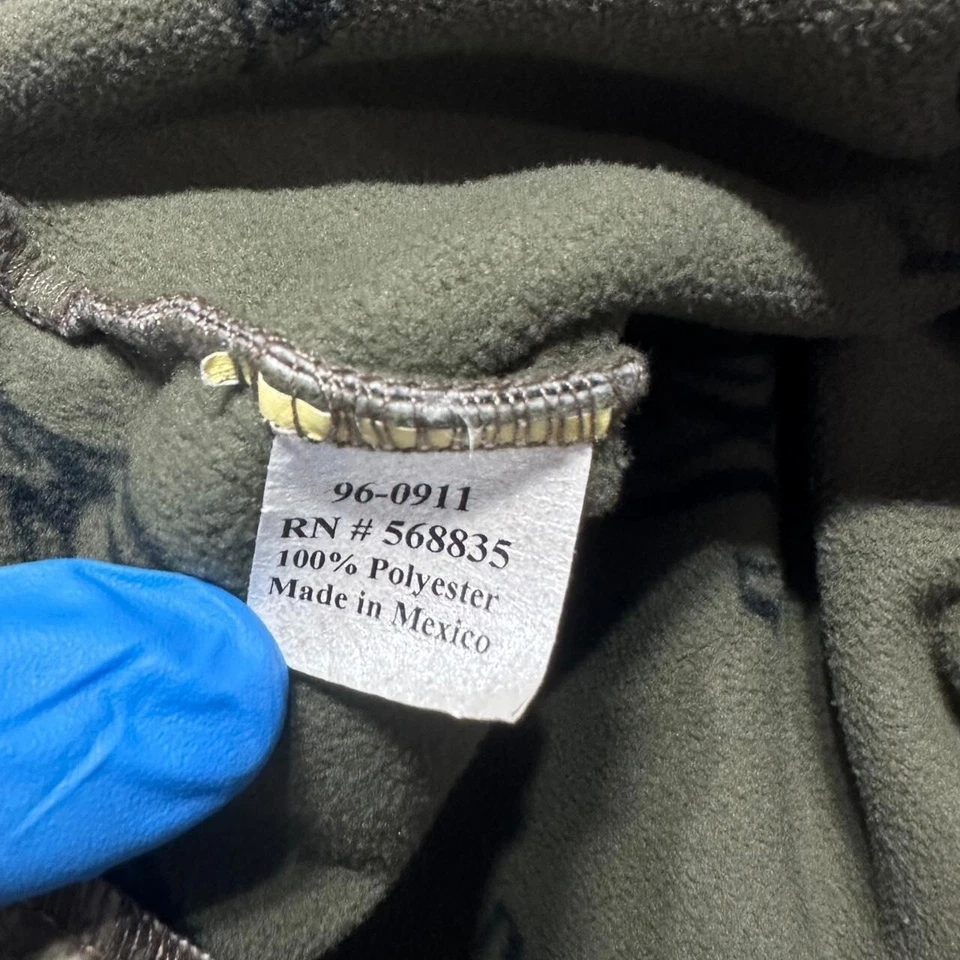 96-0911
RN # 568835
100% Polyester
Made in Mexico